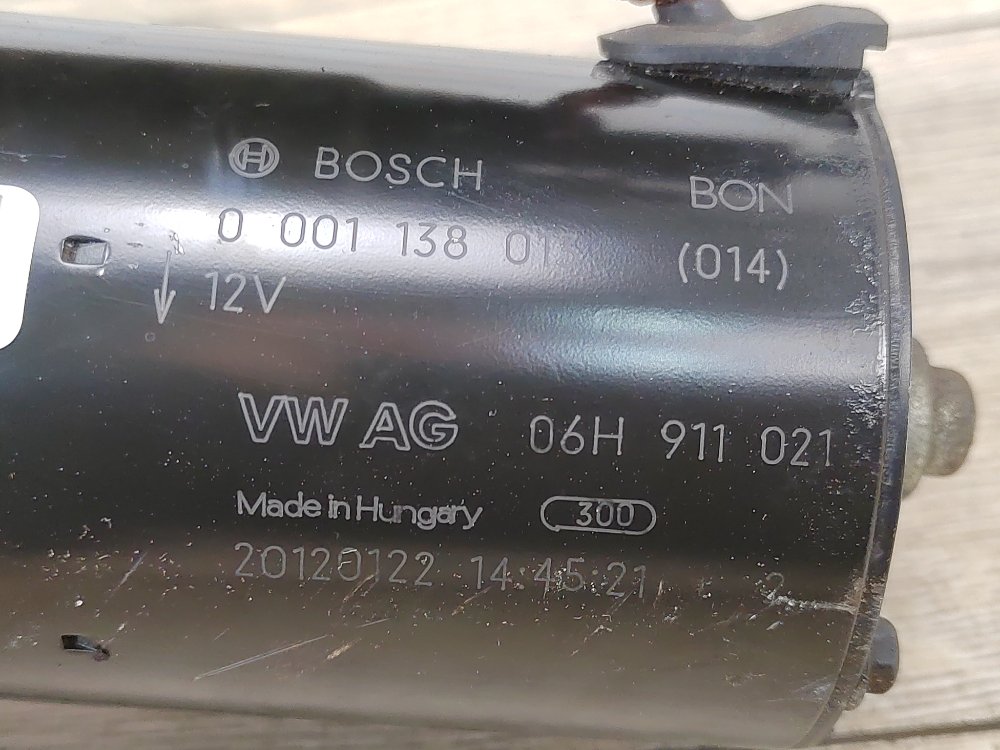 BOSCH BON
0 001 138 (014)
12V
VW AG 06H 911 021
Made in Hungary 300
20120122 14:45:21 2